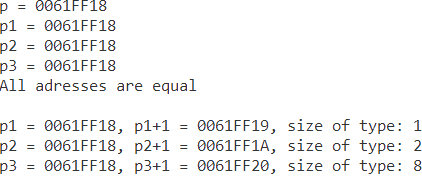 p = 0061FF18
p1 = 0061FF18
p2 = 0061FF18
p3 = 0061FF18
All adresses are equal
p1 = 0061FF18, p1+1 = 0061FF19, size of type: 1
p2 = 0061FF18, p2+1 = 0061FF1A, size of type: 2
p3 = 0061FF18, p3+1 = 0061FF20, size of type: 8